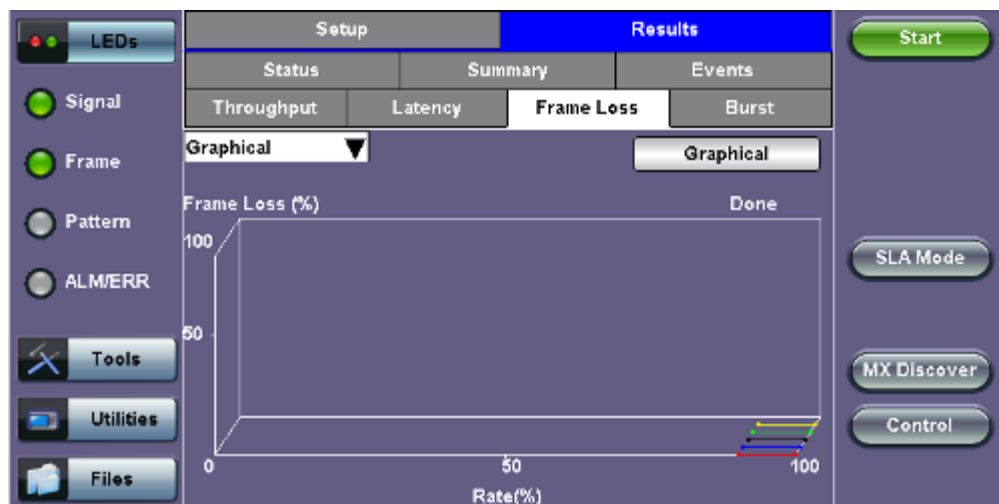 LEDs
Signal
Frame
Pattern
ALM/ERR
Tools
Utilities
Files
Setup Results
Status Summary Events
Throughput Latency Frame Loss Burst
Graphical Graphical
Frame Loss (%) Done
100
50
0 50 100
Rate(%)
Start
SLA Mode
MX Discover
Control